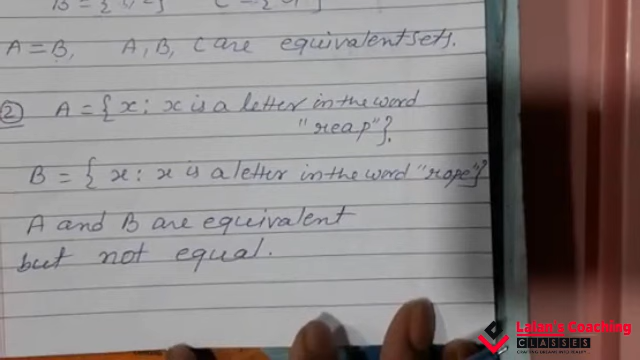 A = B, A, B, C are equivalent sets.
② A = {x : x is a letter in the word
"reap"}.
B = {x : x is a letter in the word "rope"}
A and B are equivalent
but not equal.
Lalan's Coaching
CLASSES